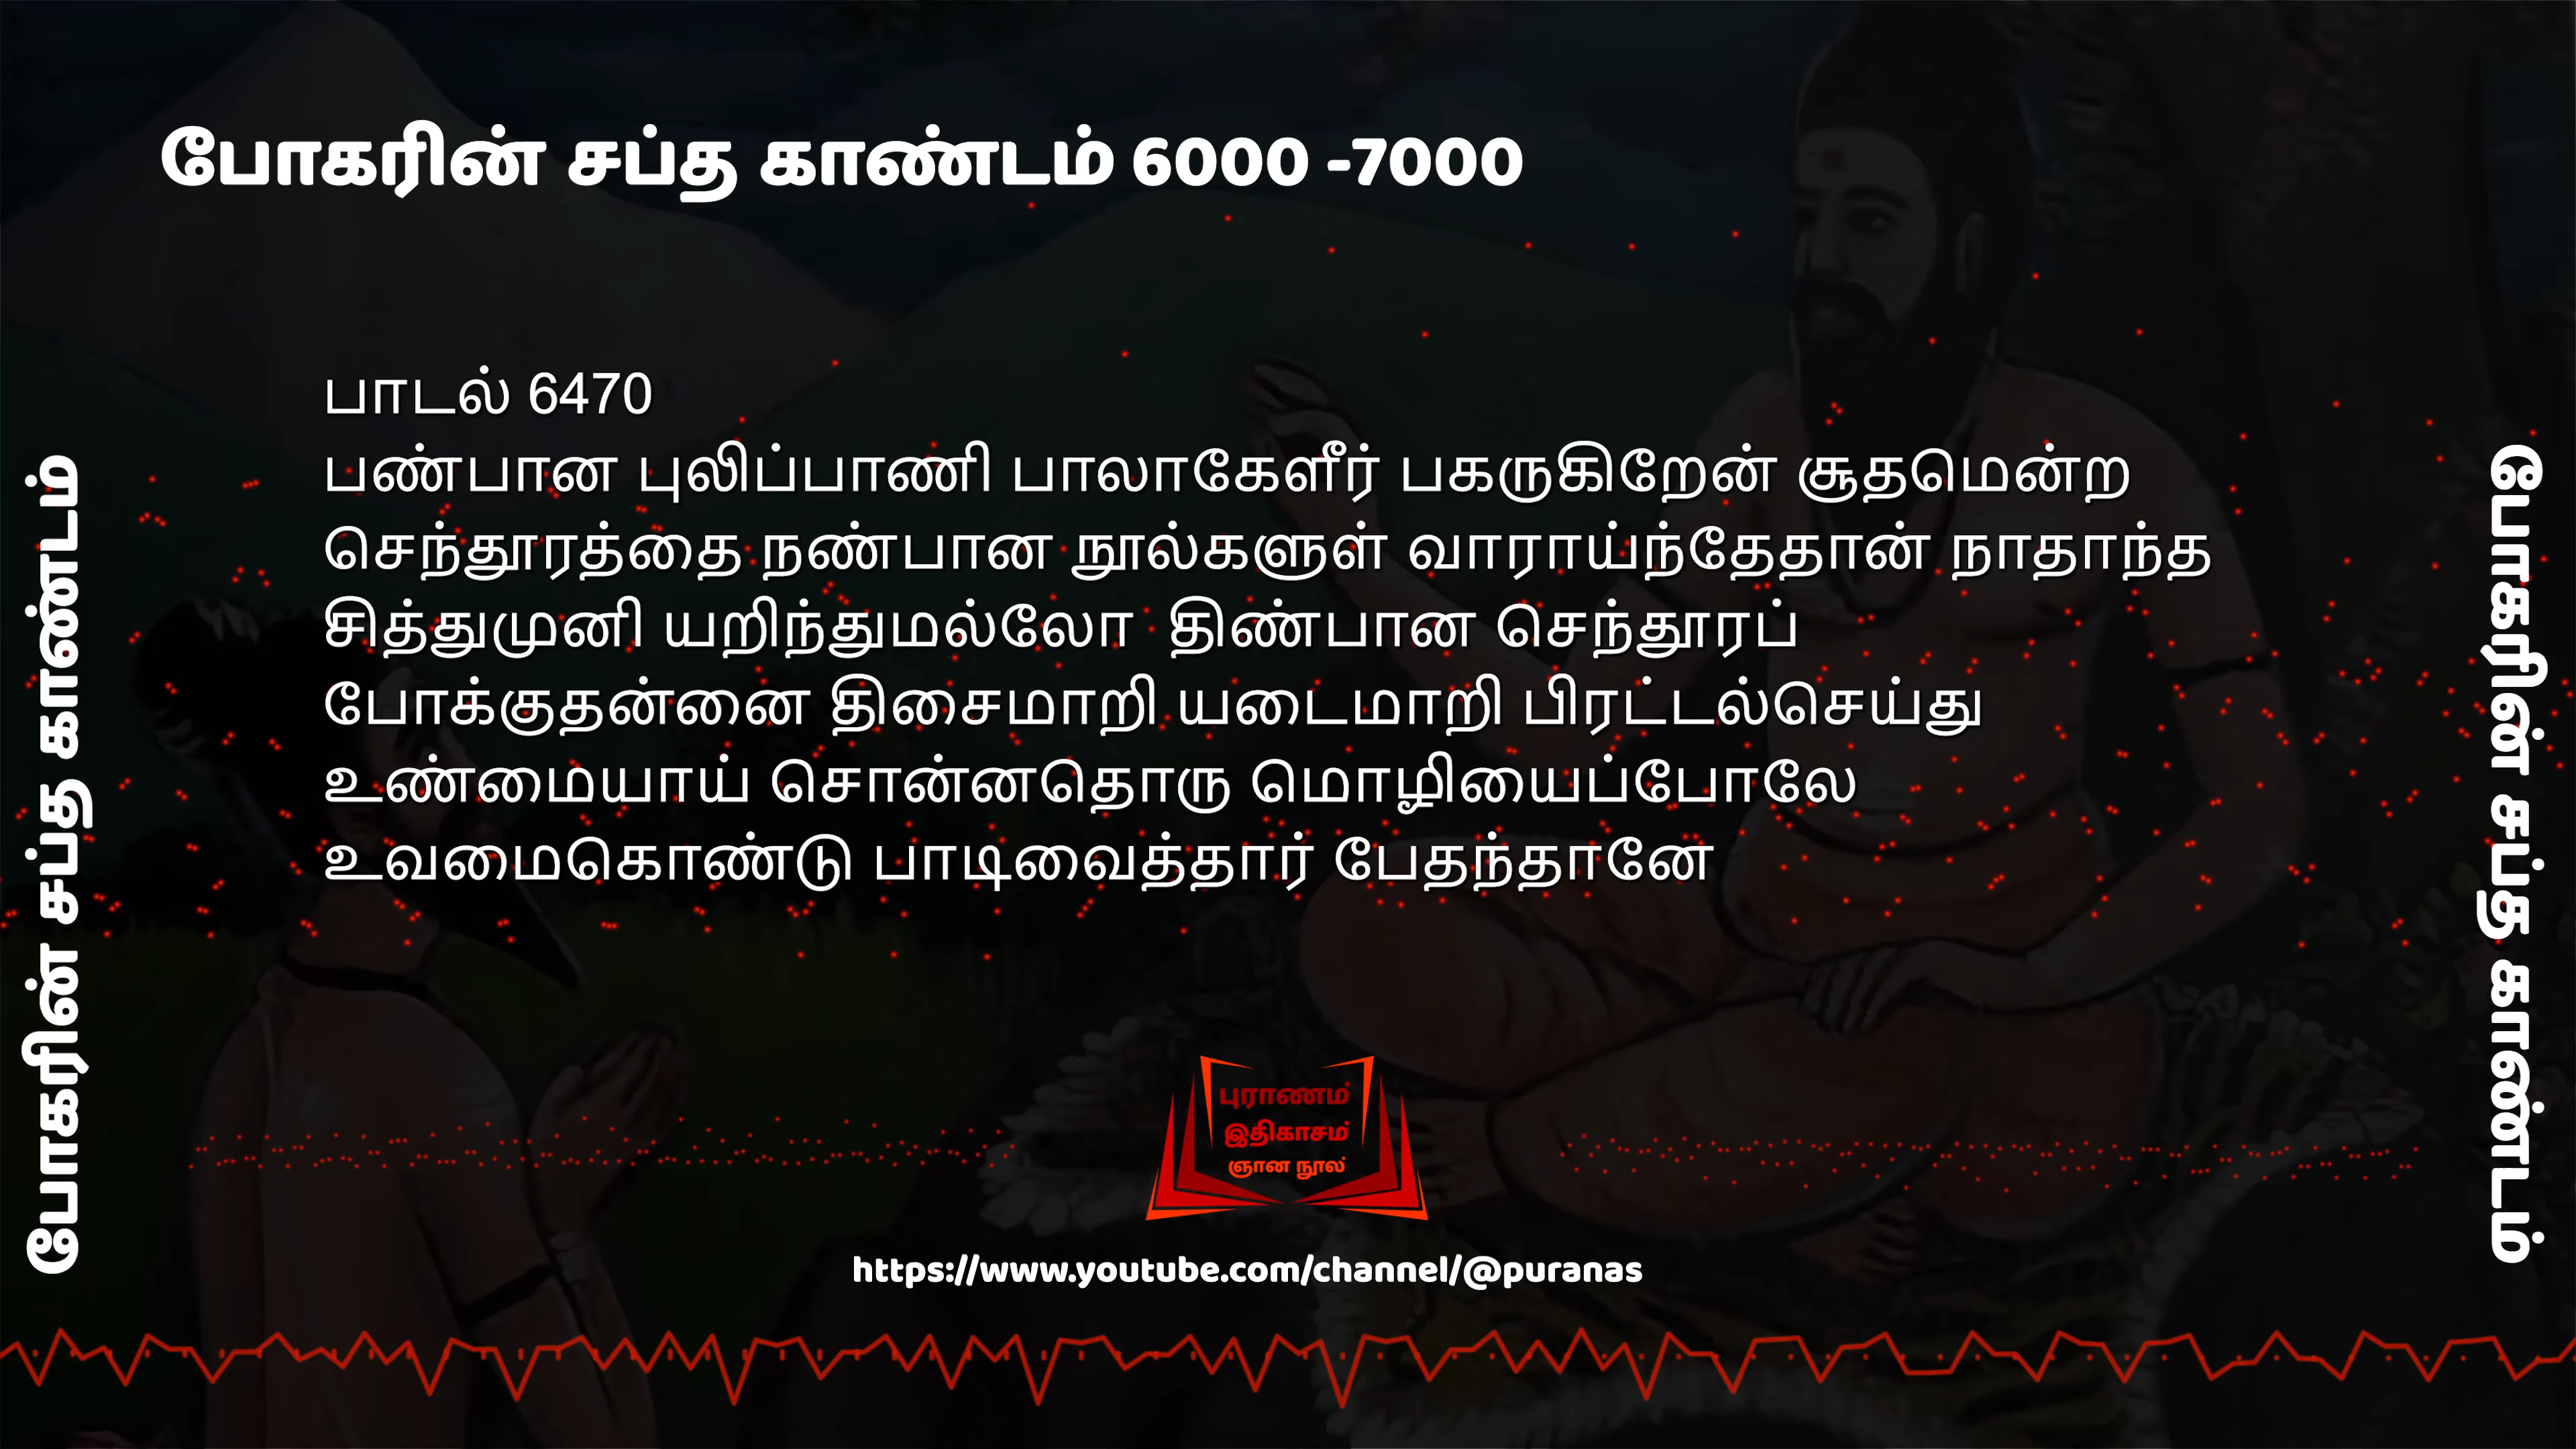 போகரின் சப்த காண்டம் 6000 -7000
பாடல் 6470
பண்பான புலிப்பாணி பாலாகேளீர் பகருகிறேன் சூதமென்ற
செந்தூரத்தை நண்பான நூல்களுள் வாராய்ந்தேதான் நாதாந்த
சித்துமுனி யறிந்துமல்லோ  திண்பான செந்தூரப்
போக்குதன்னை திசைமாறி யடைமாறி பிரட்டல்செய்து
உண்மையாய் சொன்னதொரு மொழியைப்போலே
உவமைகொண்டு பாடிவைத்தார் பேதந்தானே
போகரின் சப்த காண்டம்
போகரின் சப்த காண்டம்
புராணம்
இதிகாசம்
ஞான நூல்
https://www.youtube.com/channel/@puranas